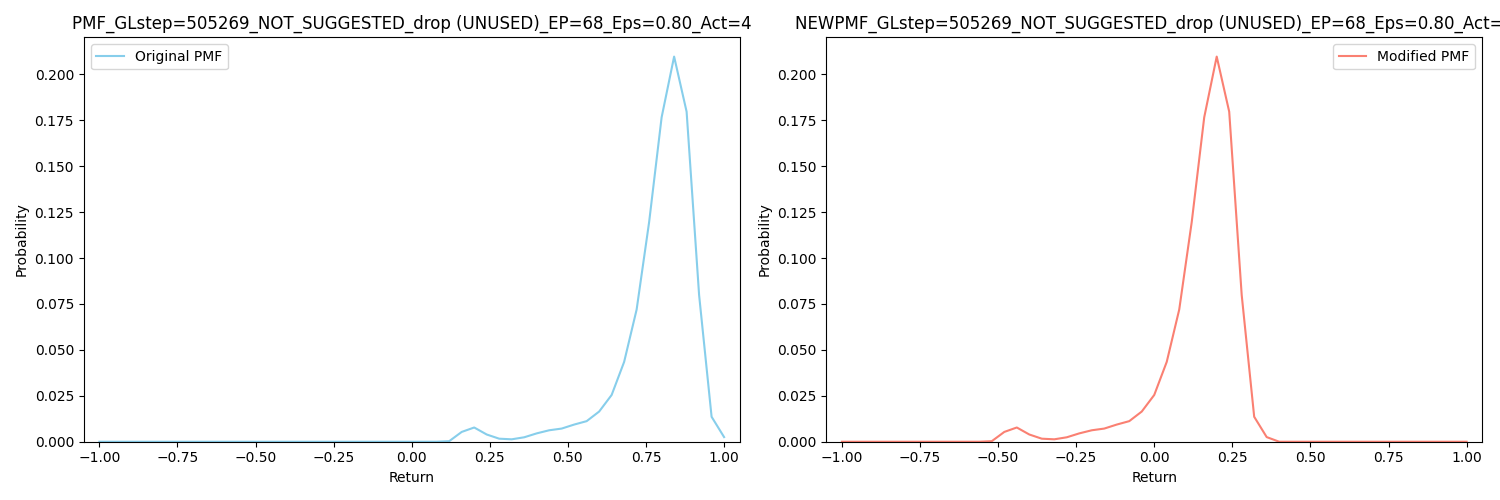 PMF_GLstep=505269_NOT_SUGGESTED_drop (UNUSED)_EP=68_Eps=0.80_Act=4
Original PMF
Probability
0.200
0.175
0.150
0.125
0.100
0.075
0.050
0.025
0.000
−1.00 −0.75 −0.50 −0.25 0.00 0.25 0.50 0.75 1.00
Return
NEWPMF_GLstep=505269_NOT_SUGGESTED_drop (UNUSED)_EP=68_Eps=0.80_Act=
Modified PMF
Probability
0.200
0.175
0.150
0.125
0.100
0.075
0.050
0.025
0.000
−1.00 −0.75 −0.50 −0.25 0.00 0.25 0.50 0.75 1.00
Return